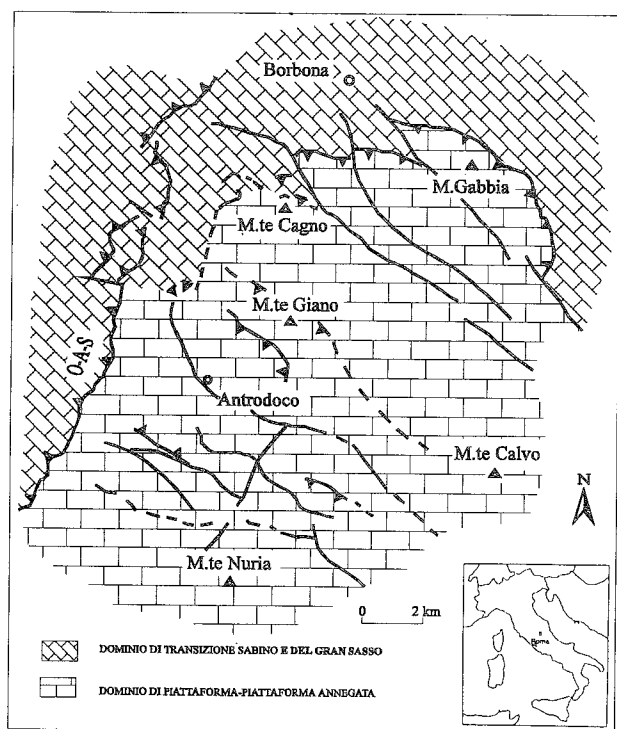 Borbona
M.Gabbia
M.te Cagno
M.te Giano
O-A-S
Antrodoco
M.te Calvo
N
M.te Nuria
0 2 km
Roma
DOMINIO DI TRANSIZIONE SABINO E DEL GRAN SASSO
DOMINIO DI PIATTAFORMA-PIATTAFORMA ANNEGATA